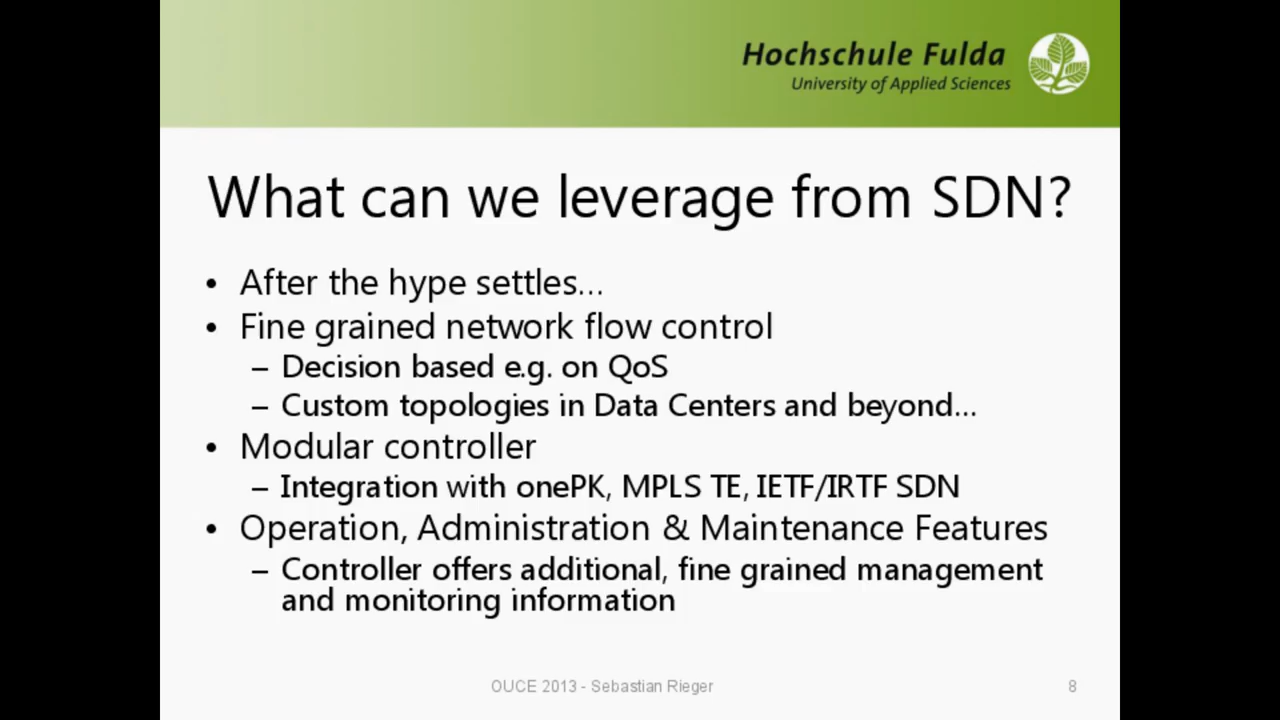 Hochschule Fulda
University of Applied Sciences
What can we leverage from SDN?
• After the hype settles…
• Fine grained network flow control
– Decision based e.g. on QoS
– Custom topologies in Data Centers and beyond…
• Modular controller
– Integration with onePK, MPLS TE, IETF/IRTF SDN
• Operation, Administration & Maintenance Features
– Controller offers additional, fine grained management
and monitoring information
OUCE 2013 - Sebastian Rieger
8